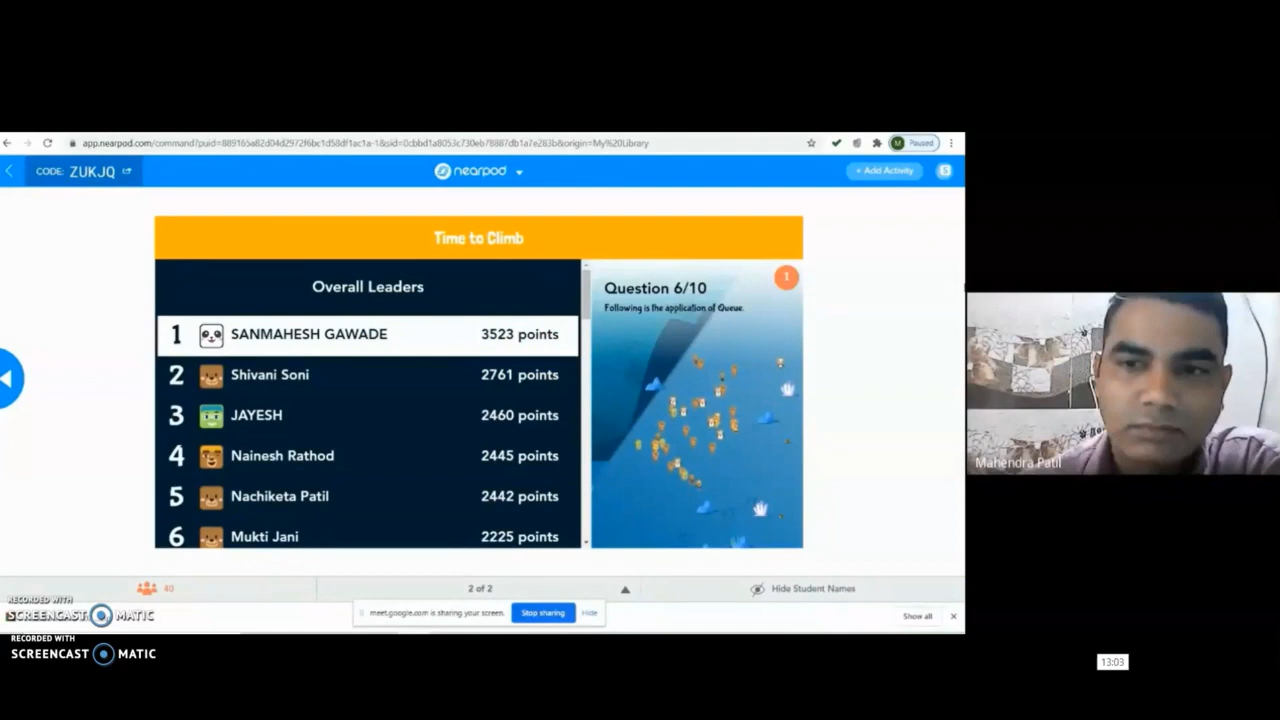 app.nearpod.com/command?puid=889165a82d04d2972f6bc1d58df1ac1a-1&sid=0cbbd1a8053c730eb78887db1a7e283b&origin=My%20Library
M Paused
CODE: ZUKJQ
nearpod
+ Add Activity
S
Time to Climb
Overall Leaders
1 SANMAHESH GAWADE 3523 points
2 Shivani Soni 2761 points
3 JAYESH 2460 points
4 Nainesh Rathod 2445 points
5 Nachiketa Patil 2442 points
6 Mukti Jani 2225 points
1
Question 6/10
Following is the application of Queue.
Mahendra Patil
40
2 of 2
Hide Student Names
meet.google.com is sharing your screen.
Stop sharing
Hide
Show all
RECORDED WITH
SCREENCAST MATIC
RECORDED WITH
SCREENCAST MATIC
13:03